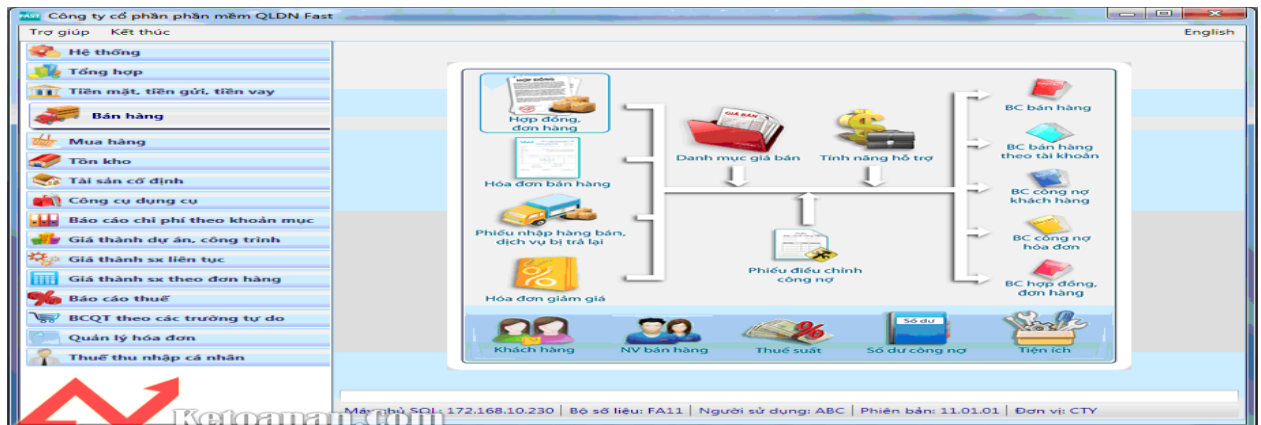 FAST Công ty cổ phần phần mềm QLDN Fast
Trợ giúp Kết thúc English
Hệ thống
Tổng hợp
Tiền mặt, tiền gửi, tiền vay
Bán hàng
Mua hàng
Tồn kho
Tài sản cố định
Công cụ dụng cụ
Báo cáo chi phí theo khoản mục
Giá thành dự án, công trình
Giá thành sx liên tục
Giá thành sx theo đơn hàng
Báo cáo thuế
BCQT theo các trường tự do
Quản lý hóa đơn
Thuế thu nhập cá nhân
HỢP ĐỒNG
Hợp đồng,
đơn hàng
Hóa đơn bán hàng
Phiếu nhập hàng bán,
dịch vụ bị trả lại
Hóa đơn giảm giá
GIÁ BÁN
Danh mục giá bán
Tính năng hỗ trợ
Phiếu điều chỉnh
công nợ
BC bán hàng
BC bán hàng
theo tài khoản
BC công nợ
khách hàng
BC công nợ
hóa đơn
BC hợp đồng,
đơn hàng
Số dư
Khách hàng
NV bán hàng
Thuế suất
Số dư công nợ
Tiện ích
Máy chủ SQL: 172.168.10.230 | Bộ số liệu: FA11 | Người sử dụng: ABC | Phiên bản: 11.01.01 | Đơn vị: CTY
Ketoanan.Com